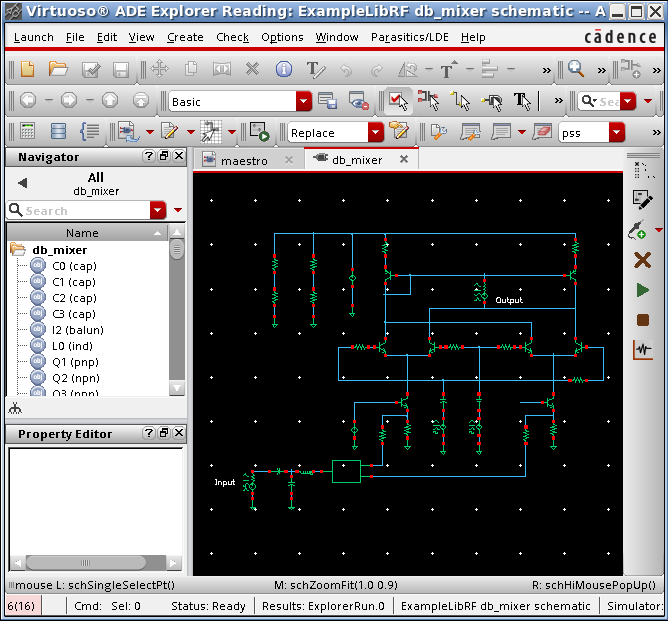 Virtuoso® ADE Explorer Reading: ExampleLibRF db_mixer schematic -- A
Launch File Edit View Create Check Options Window Parasitics/LDE Help cādence
Basic
Search
Replace
pss
Navigator
maestro
db_mixer
All
db_mixer
Search
Name
db_mixer
C0 (cap)
C1 (cap)
C2 (cap)
C3 (cap)
I2 (balun)
L0 (ind)
Q1 (pnp)
Q2 (npn)
Q3 (npn)
Output
Property Editor
Input
mouse L: schSingleSelectPt() M: schZoomFit(1.0 0.9) R: schHiMousePopUp()
6(16) Cmd: Sel: 0 Status: Ready Results: ExplorerRun.0 ExampleLibRF db_mixer schematic Simulator: